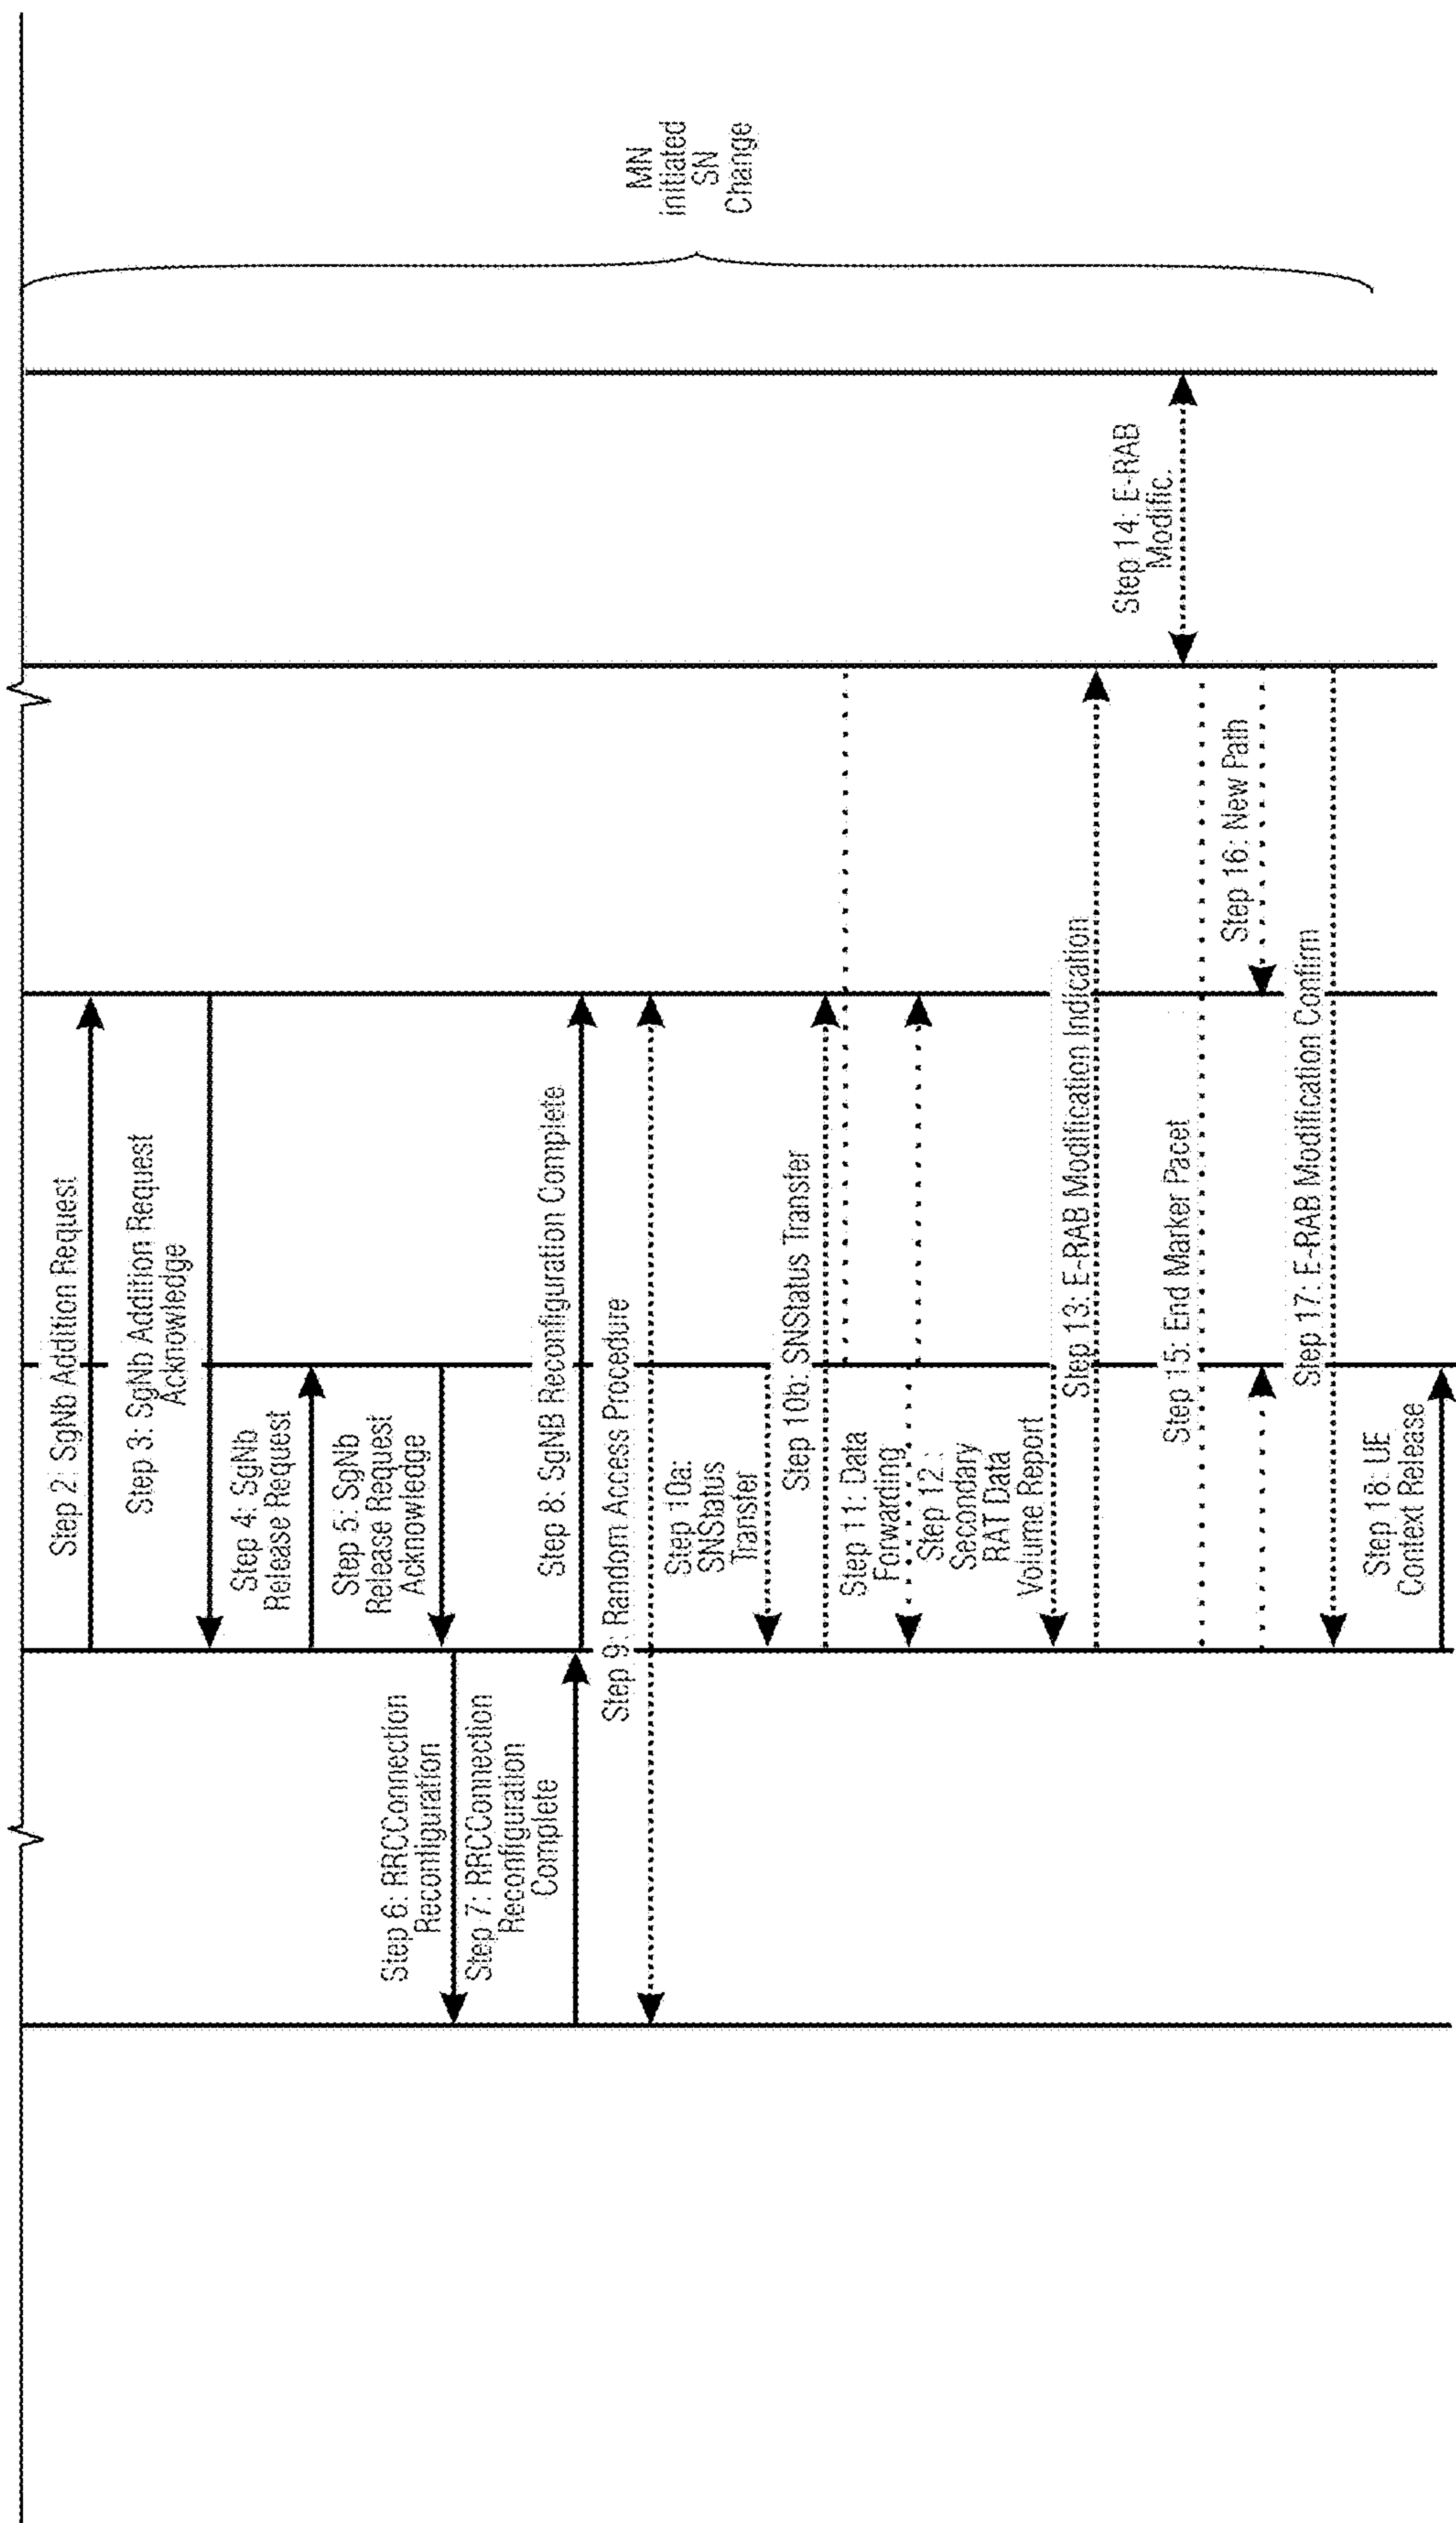 Step 2: SgNb Addition Request
Step 3: SgNb Addition Request
Acknowledge
Step 4: SgNb
Release Request
Step 5: SgNb
Release Request
Acknowledge
Step 6: RRCConnection
Reconfiguration
Step 7: RRCConnection
Reconfiguration
Complete
Step 8: SgNB Reconfiguration Complete
Step 9: Random Access Procedure
Step 10a:
SNStatus
Transfer
Step 10b: SNStatus Transfer
Step 11: Data
Forwarding
Step 12.:
Secondary
RAT Data
Volume Report
Step 13: E-RAB Modification Indication
Step 14: E-RAB
Modific.
Step 15: End Marker Pacet
Step 16: New Path
Step 17: E-RAB Modification Confirm
Step 18: UE
Context Release
MN
initiated
SN
Change